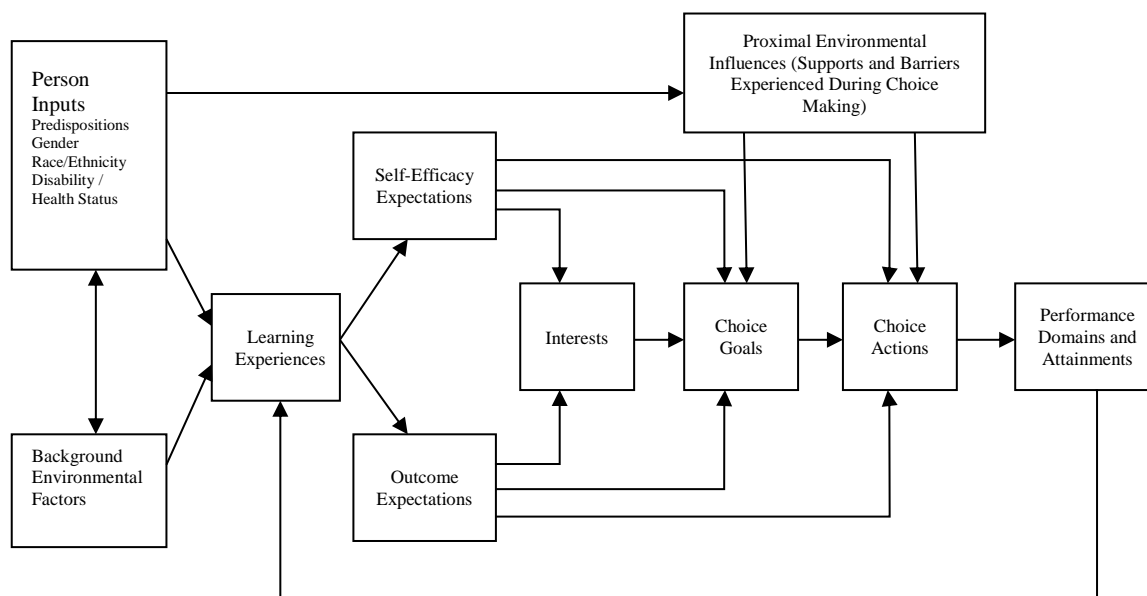 Person
Inputs
Predispositions
Gender
Race/Ethnicity
Disability /
Health Status
Proximal Environmental
Influences (Supports and Barriers
Experienced During Choice
Making)
Self-Efficacy
Expectations
Learning
Experiences
Interests
Choice
Goals
Choice
Actions
Performance
Domains and
Attainments
Background
Environmental
Factors
Outcome
Expectations